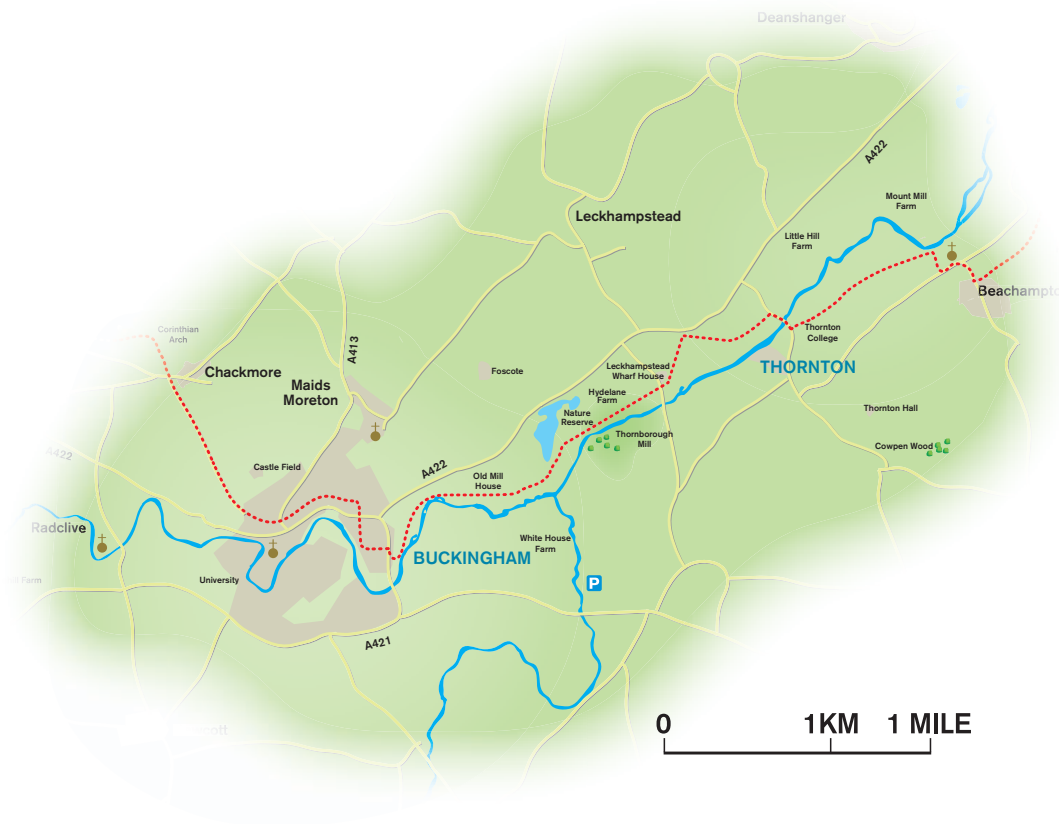 Deanshanger
A422
Mount Mill
Farm
Leckhampstead
Little Hill
Farm
Beachampto
Corinthian
Arch
A413
Thornton
College
Chackmore
Foscote
Leckhampstead
Wharf House
THORNTON
Maids
Moreton
Hydelane
Farm
Nature
Reserve
Thornton Hall
Thornborough
Mill
Cowpen Wood
A422
Castle Field
A422
Old Mill
House
Radclive
White House
Farm
BUCKINGHAM
University
Farm
P
A421
0
1KM
1 MILE